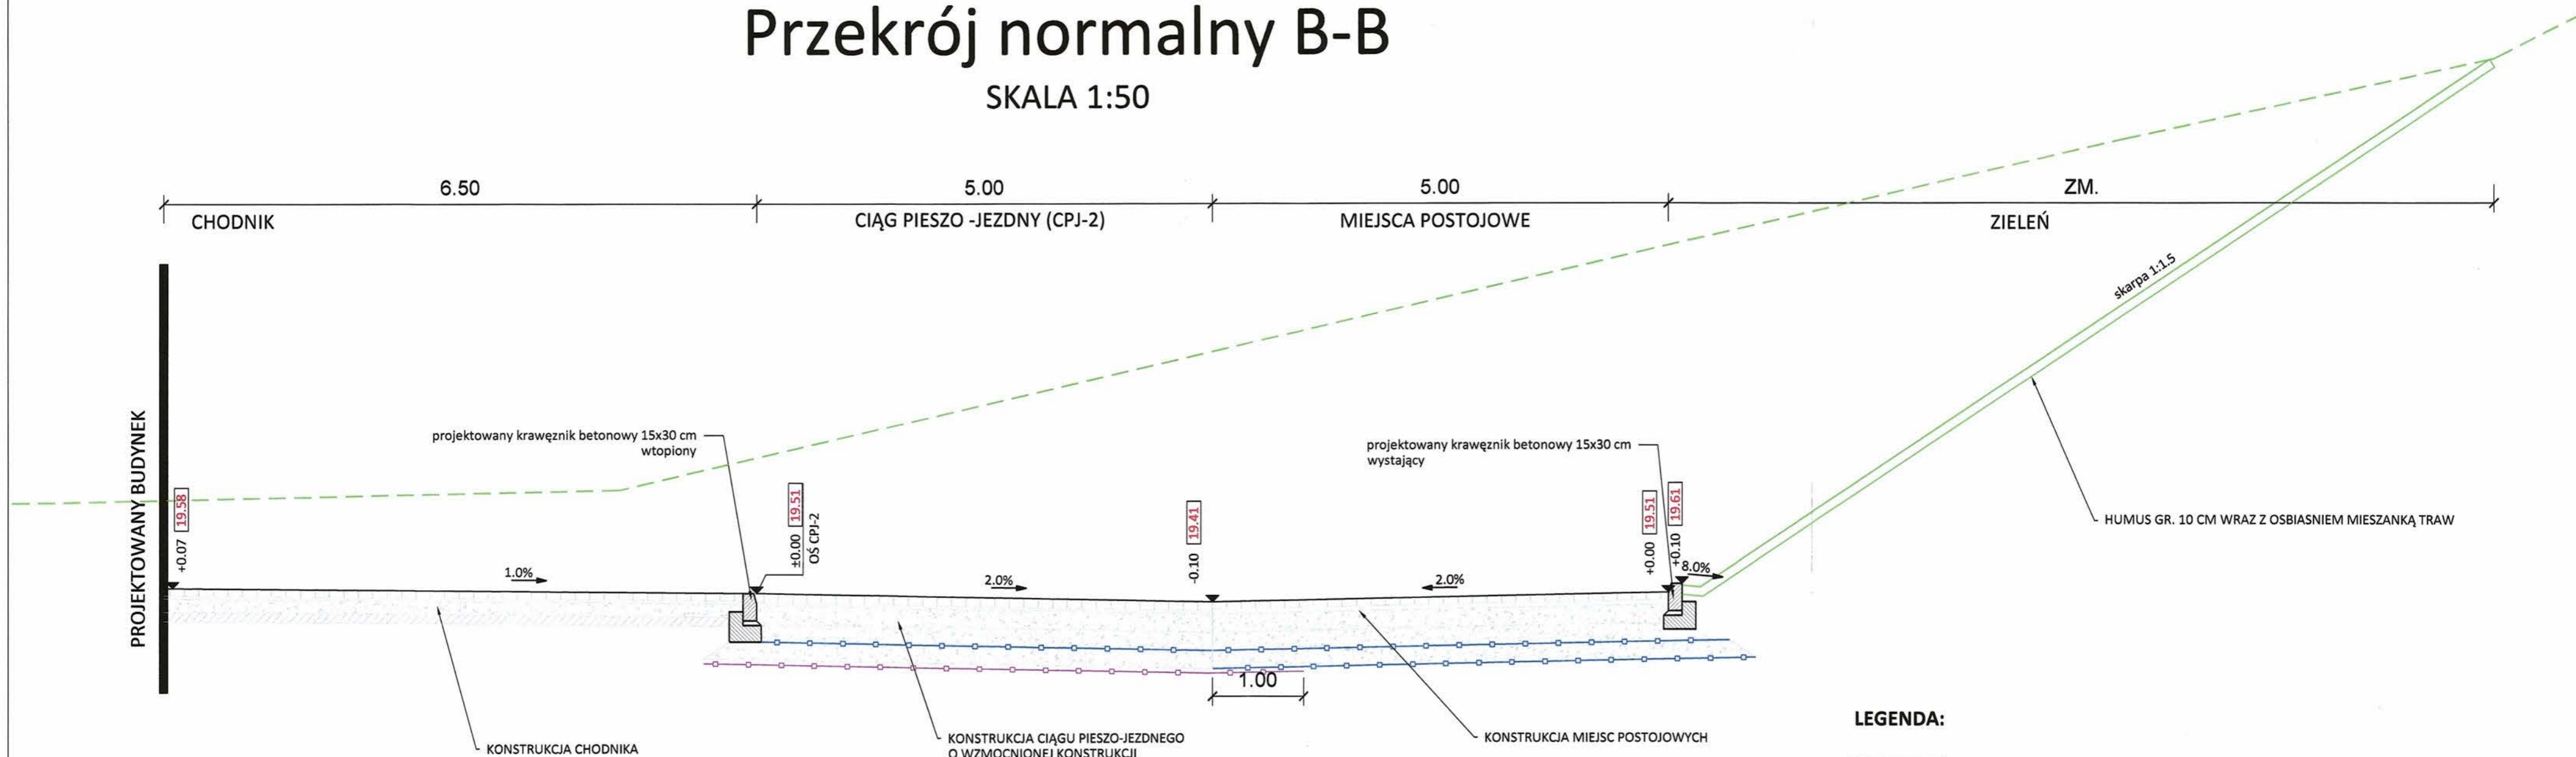 Przekrój normalny B-B
SKALA 1:50
6.50
5.00
5.00
ZM.
CHODNIK
CIĄG PIESZO -JEZDNY (CPJ-2)
MIEJSCA POSTOJOWE
ZIELEŃ
skarpa 1:1.5
PROJEKTOWANY BUDYNEK
projektowany krawęznik betonowy 15x30 cm
wtopiony
projektowany krawęznik betonowy 15x30 cm
wystający
+0.07 19.58
±0.00 19.51
OŚ CPJ-2
-0.10 19.41
+0.00 19.51
+0.10 19.61
HUMUS GR. 10 CM WRAZ Z OSBIASNIEM MIESZANKĄ TRAW
1.0%
2.0%
2.0%
8.0%
1.00
LEGENDA:
KONSTRUKCJA CHODNIKA
KONSTRUKCJA CIĄGU PIESZO-JEZDNEGO
O WZMOCNIONEJ KONSTRUKCJI
KONSTRUKCJA MIEJSC POSTOJOWYCH